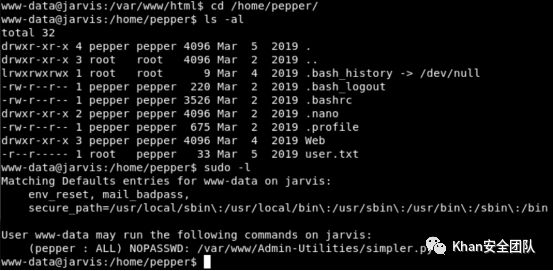 www-data@jarvis:/var/www/html$ cd /home/pepper/
www-data@jarvis:/home/pepper$ ls -al
total 32
drwxr-xr-x 4 pepper pepper 4096 Mar  5  2019 .
drwxr-xr-x 3 root   root   4096 Mar  2  2019 ..
lrwxrwxrwx 1 root   root      9 Mar  4  2019 .bash_history -> /dev/null
-rw-r--r-- 1 pepper pepper  220 Mar  2  2019 .bash_logout
-rw-r--r-- 1 pepper pepper 3526 Mar  2  2019 .bashrc
drwxr-xr-x 2 pepper pepper 4096 Mar  2  2019 .nano
-rw-r--r-- 1 pepper pepper  675 Mar  2  2019 .profile
drwxr-xr-x 3 pepper pepper 4096 Mar  4  2019 Web
-r--r----- 1 root   pepper   33 Mar  5  2019 user.txt
www-data@jarvis:/home/pepper$ sudo -l
Matching Defaults entries for www-data on jarvis:
    env_reset, mail_badpass,
    secure_path=/usr/local/sbin\:/usr/local/bin\:/usr/sbin\:/usr/bin\:/sbin\:/bin
User www-data may run the following commands on jarvis:
    (pepper : ALL) NOPASSWD: /var/www/Admin-Utilities/simpler.py
www-data@jarvis:/home/pepper$
Khan安全团队